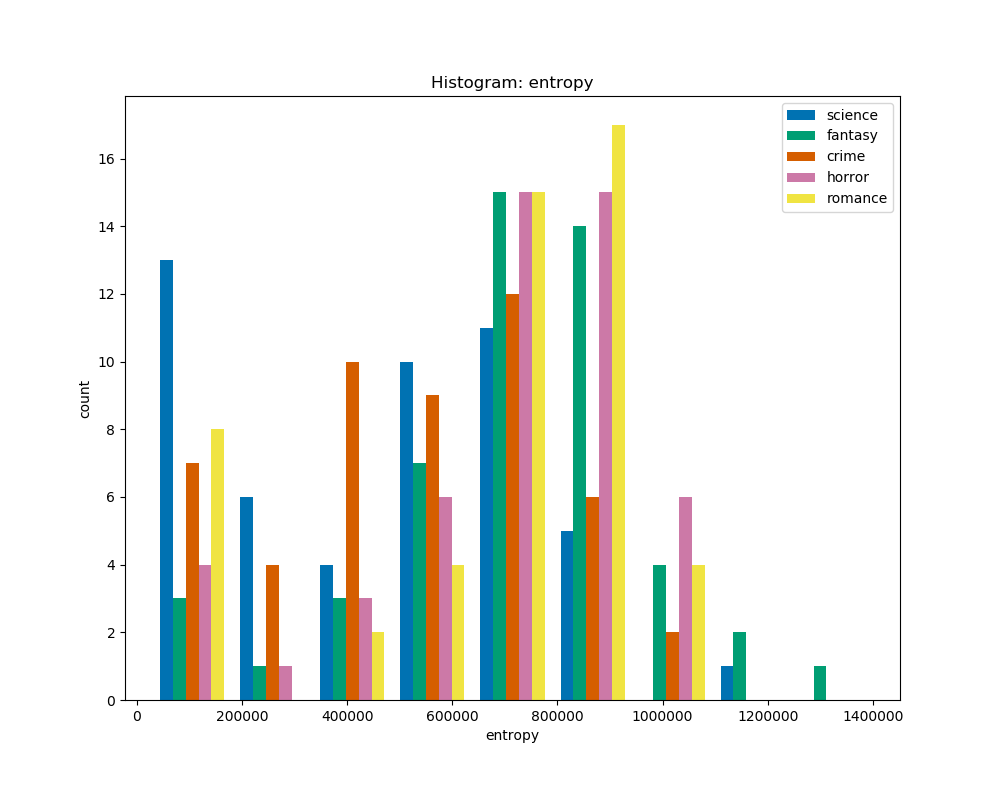 Histogram: entropy
science
fantasy
crime
horror
romance
16
14
12
10
8
6
4
2
0
count
0 200000 400000 600000 800000 1000000 1200000 1400000
entropy